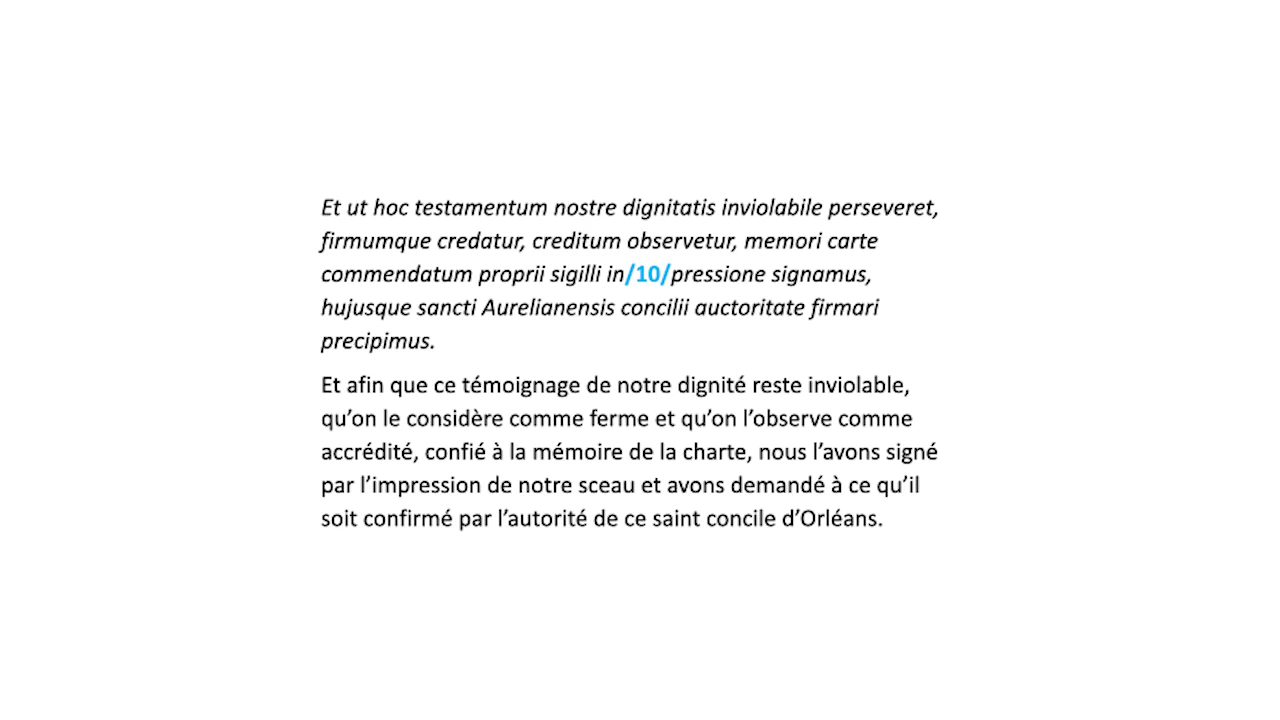 Et ut hoc testamentum nostre dignitatis inviolabile perseveret,
firmumque credatur, creditum observetur, memori carte
commendatum proprii sigilli in/10/pressione signamus,
hujusque sancti Aurelianensis concilii auctoritate firmari
precipimus.
Et afin que ce témoignage de notre dignité reste inviolable,
qu’on le considère comme ferme et qu’on l’observe comme
accrédité, confié à la mémoire de la charte, nous l’avons signé
par l’impression de notre sceau et avons demandé à ce qu’il
soit confirmé par l’autorité de ce saint concile d’Orléans.